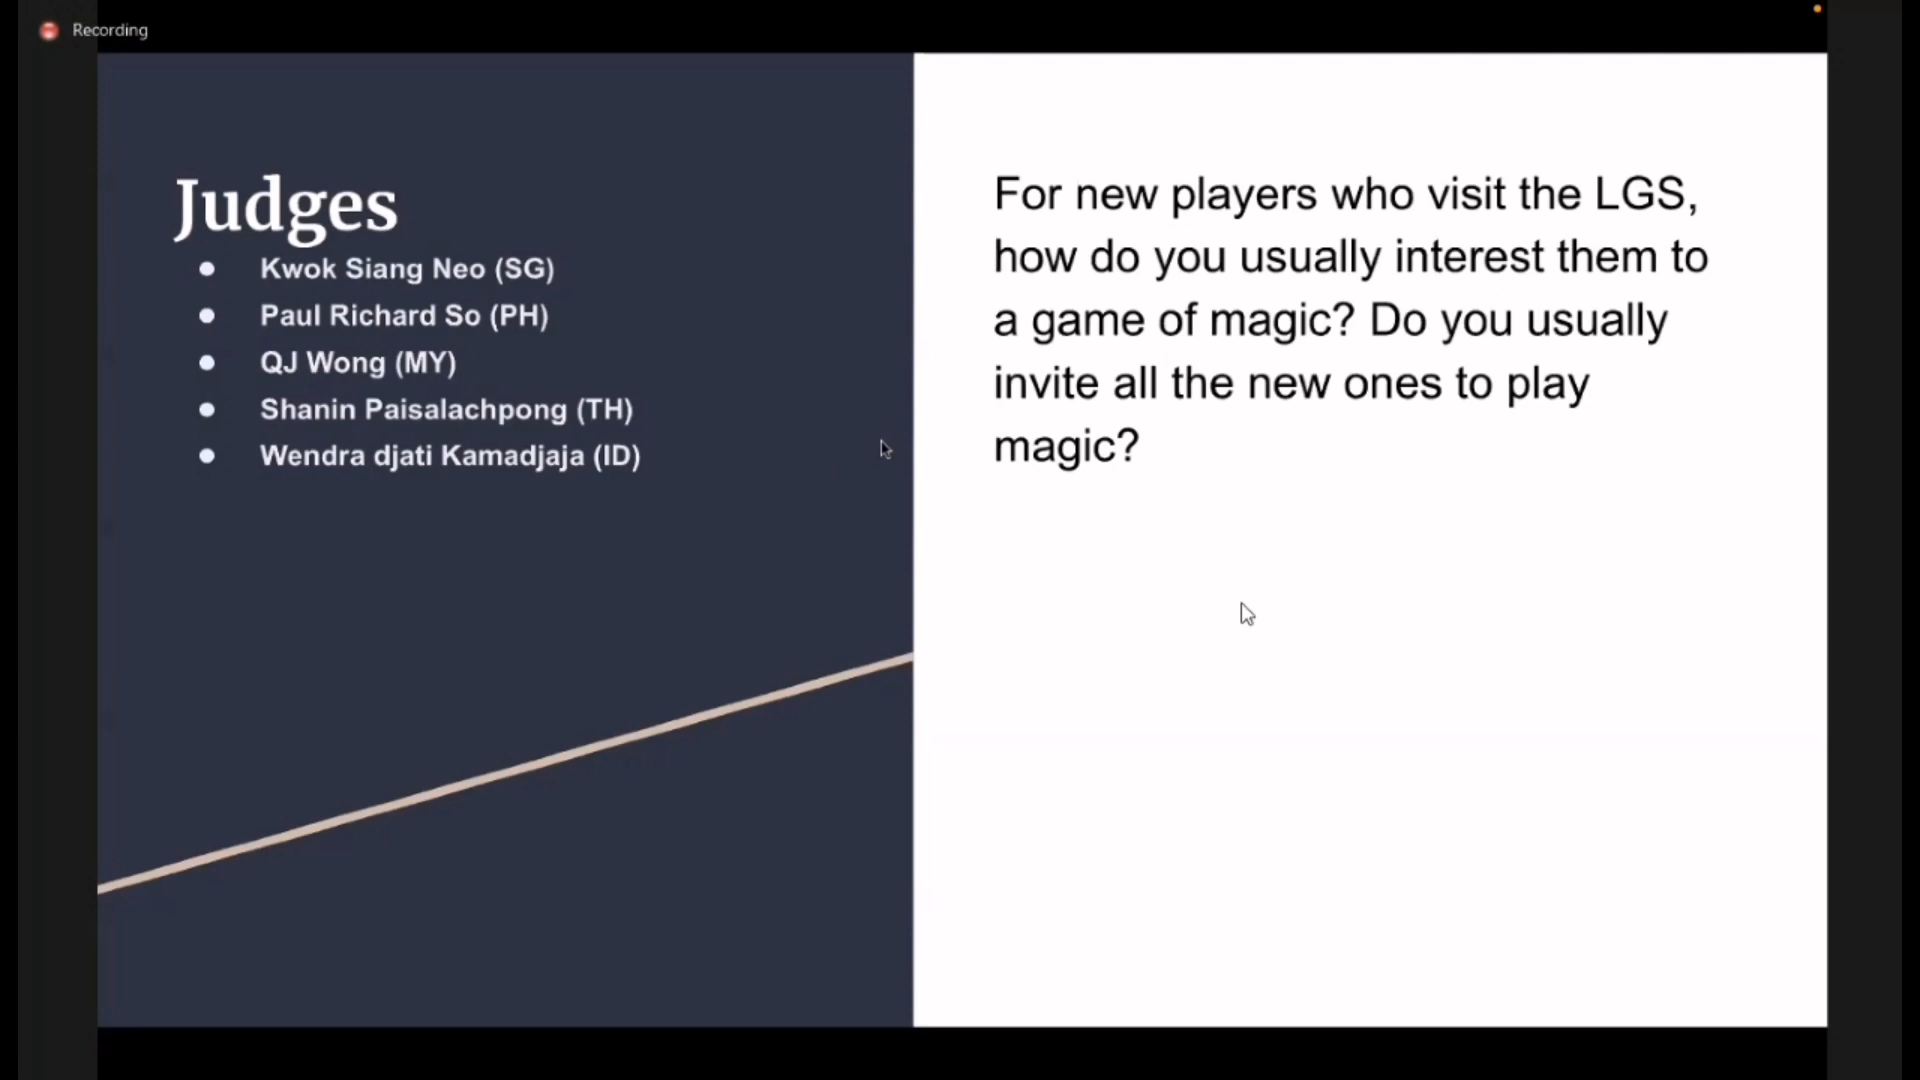 Recording
Judges
● Kwok Siang Neo (SG)
● Paul Richard So (PH)
● QJ Wong (MY)
● Shanin Paisalachpong (TH)
● Wendra djati Kamadjaja (ID)
For new players who visit the LGS,
how do you usually interest them to
a game of magic? Do you usually
invite all the new ones to play
magic?